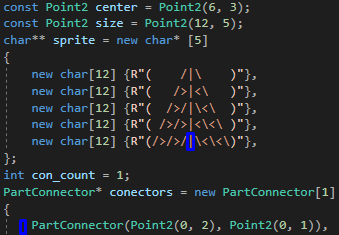 const Point2 center = Point2(6, 3);
const Point2 size = Point2(12, 5);
char** sprite = new char* [5]
{
    new char[12] {R"(    /|\    )"},
    new char[12] {R"(   />|<\   )"},
    new char[12] {R"(  />/|\<\  )"},
    new char[12] {R"( />/>|<\<\ )"},
    new char[12] {R"(/>/>/|\<\<\)"},
};
int con_count = 1;
PartConnector* conectors = new PartConnector[1]
{
    PartConnector(Point2(0, 2), Point2(0, 1)),